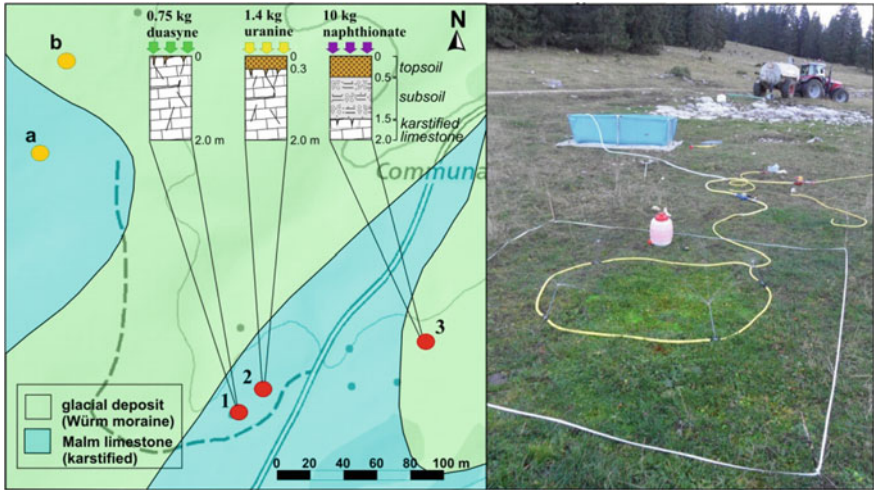 0.75 kg
duasyne
1.4 kg
uranine
10 kg
naphthionate
N
b
a
0
2.0 m
0
0.3
2.0 m
0
0.5
1.5
2.0
topsoil
subsoil
karstified
limestone
Communa
3
2
1
glacial deposit
(Würm moraine)
Malm limestone
(karstified)
0 20 40 60 80 100 m